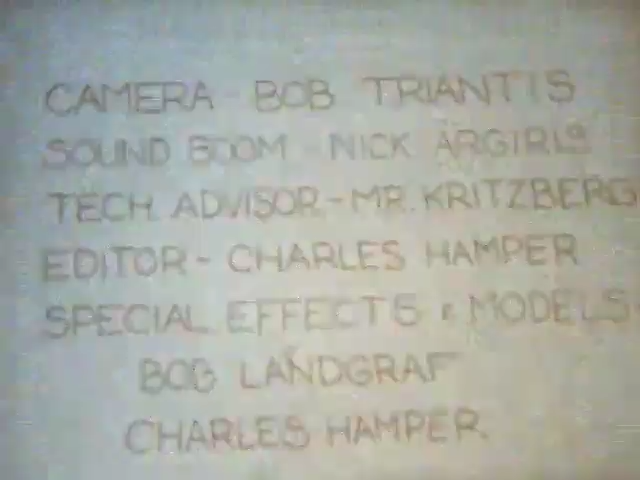 CAMERA - BOB TRIANTIS
SOUND BOOM - NICK
TECH. ADVISOR - MR. KRITZBERG
EDITOR - CHARLES HAMPER
SPECIAL EFFECTS & MODELS -
BOB LANDGRAF
CHARLES HAMPER